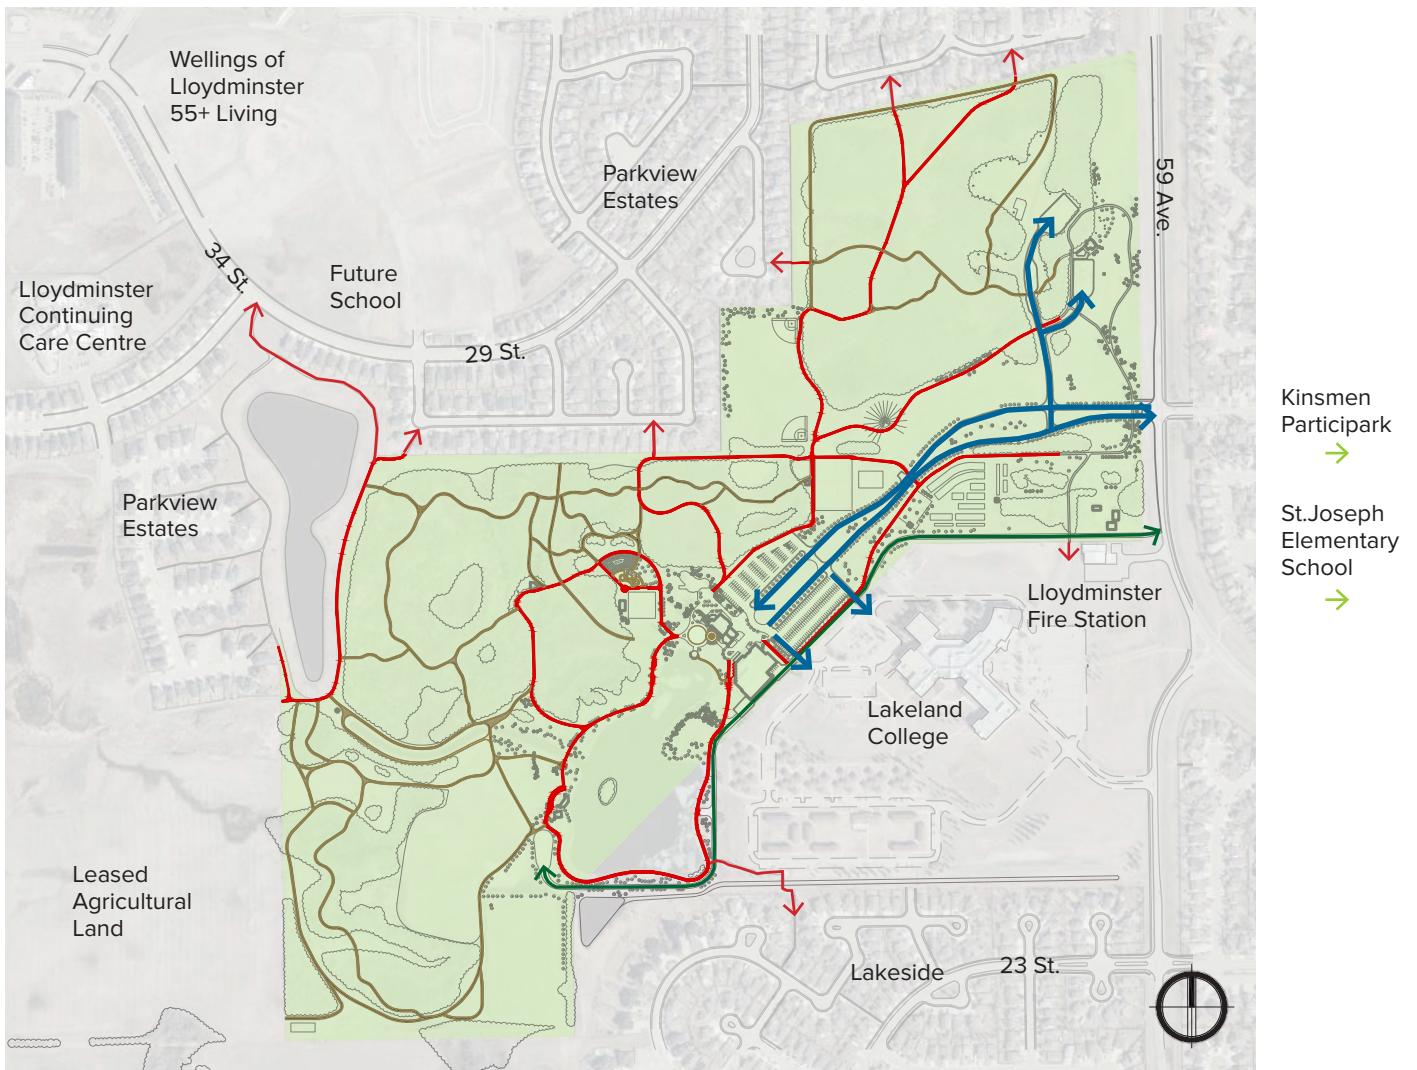 Wellings of
Lloydminster
55+ Living
Parkview
Estates
59 Ave.
34 St.
Future
School
Lloydminster
Continuing
Care Centre
29 St.
Kinsmen
Participark
Parkview
Estates
St.Joseph
Elementary
School
Lloydminster
Fire Station
Lakeland
College
Leased
Agricultural
Land
Lakeside
23 St.